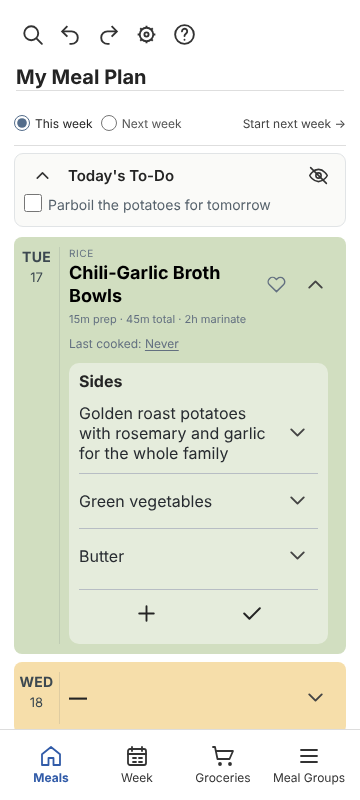 My Meal Plan
This week
Next week
Start next week →
Today's To-Do
Parboil the potatoes for tomorrow
TUE
17
RICE
Chili-Garlic Broth
Bowls
15m prep · 45m total · 2h marinate
Last cooked: Never
Sides
Golden roast potatoes
with rosemary and garlic
for the whole family
Green vegetables
Butter
WED
18
—
Meals
Week
Groceries
Meal Groups